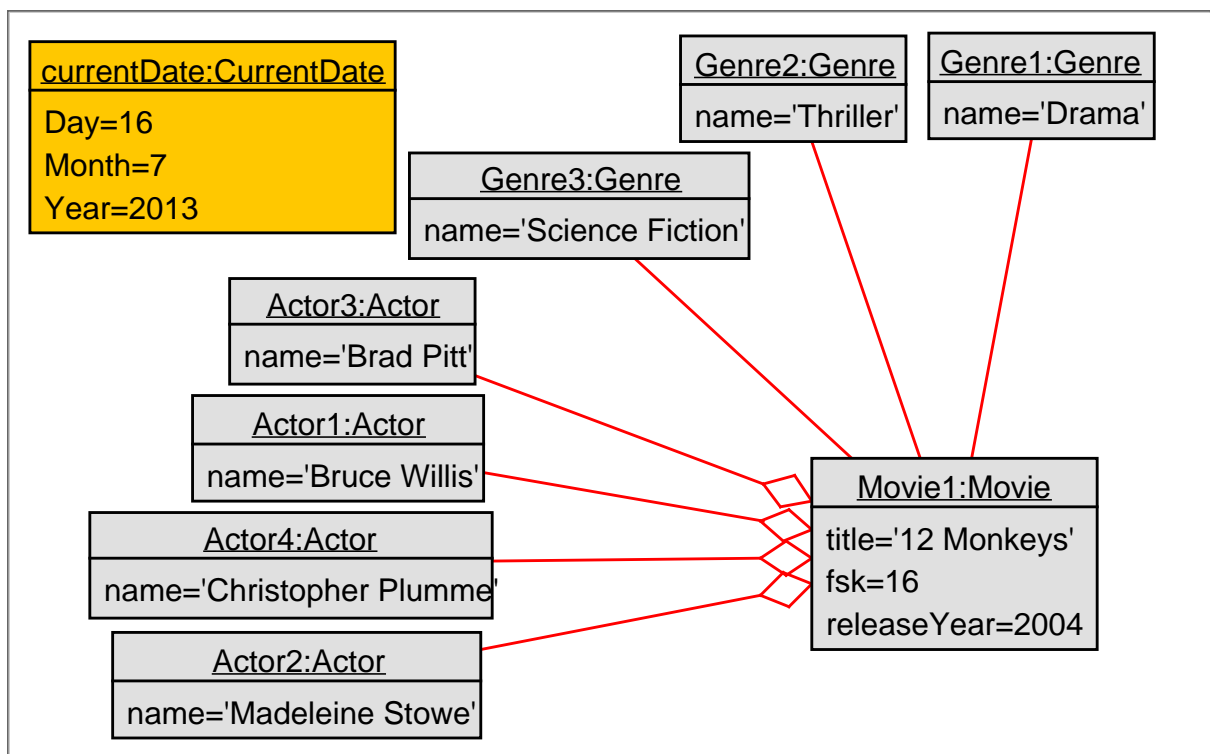 currentDate:CurrentDate
Day=16
Month=7
Year=2013
Genre2:Genre
name='Thriller'
Genre1:Genre
name='Drama'
Genre3:Genre
name='Science Fiction'
Actor3:Actor
name='Brad Pitt'
Actor1:Actor
name='Bruce Willis'
Actor4:Actor
name='Christopher Plumme'
Actor2:Actor
name='Madeleine Stowe'
Movie1:Movie
title='12 Monkeys'
fsk=16
releaseYear=2004